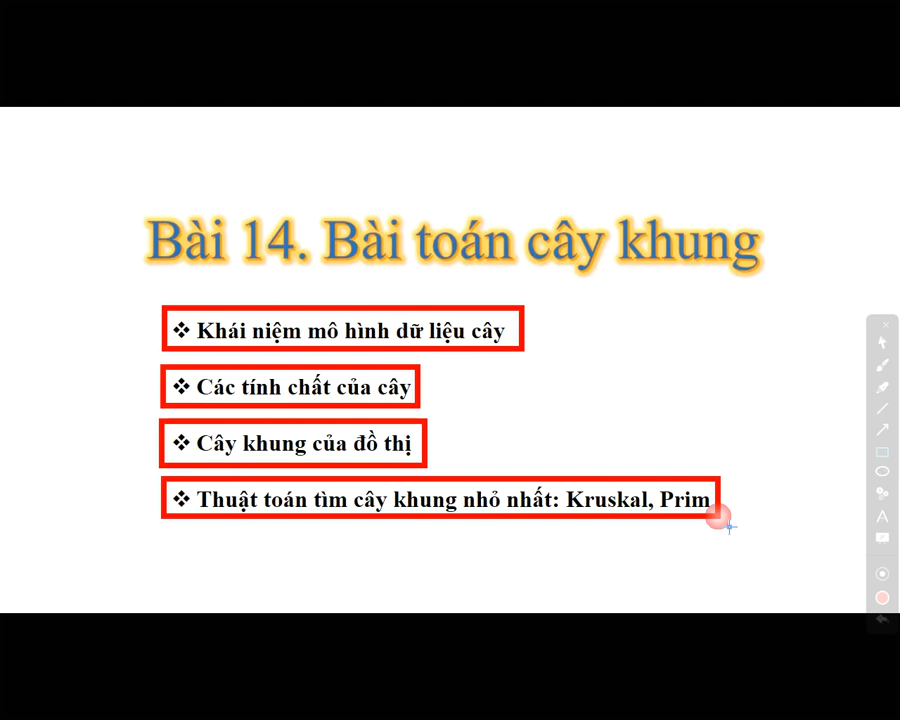 Bài 14. Bài toán cây khung
❖ Khái niệm mô hình dữ liệu cây
❖ Các tính chất của cây
❖ Cây khung của đồ thị
❖ Thuật toán tìm cây khung nhỏ nhất: Kruskal, Prim